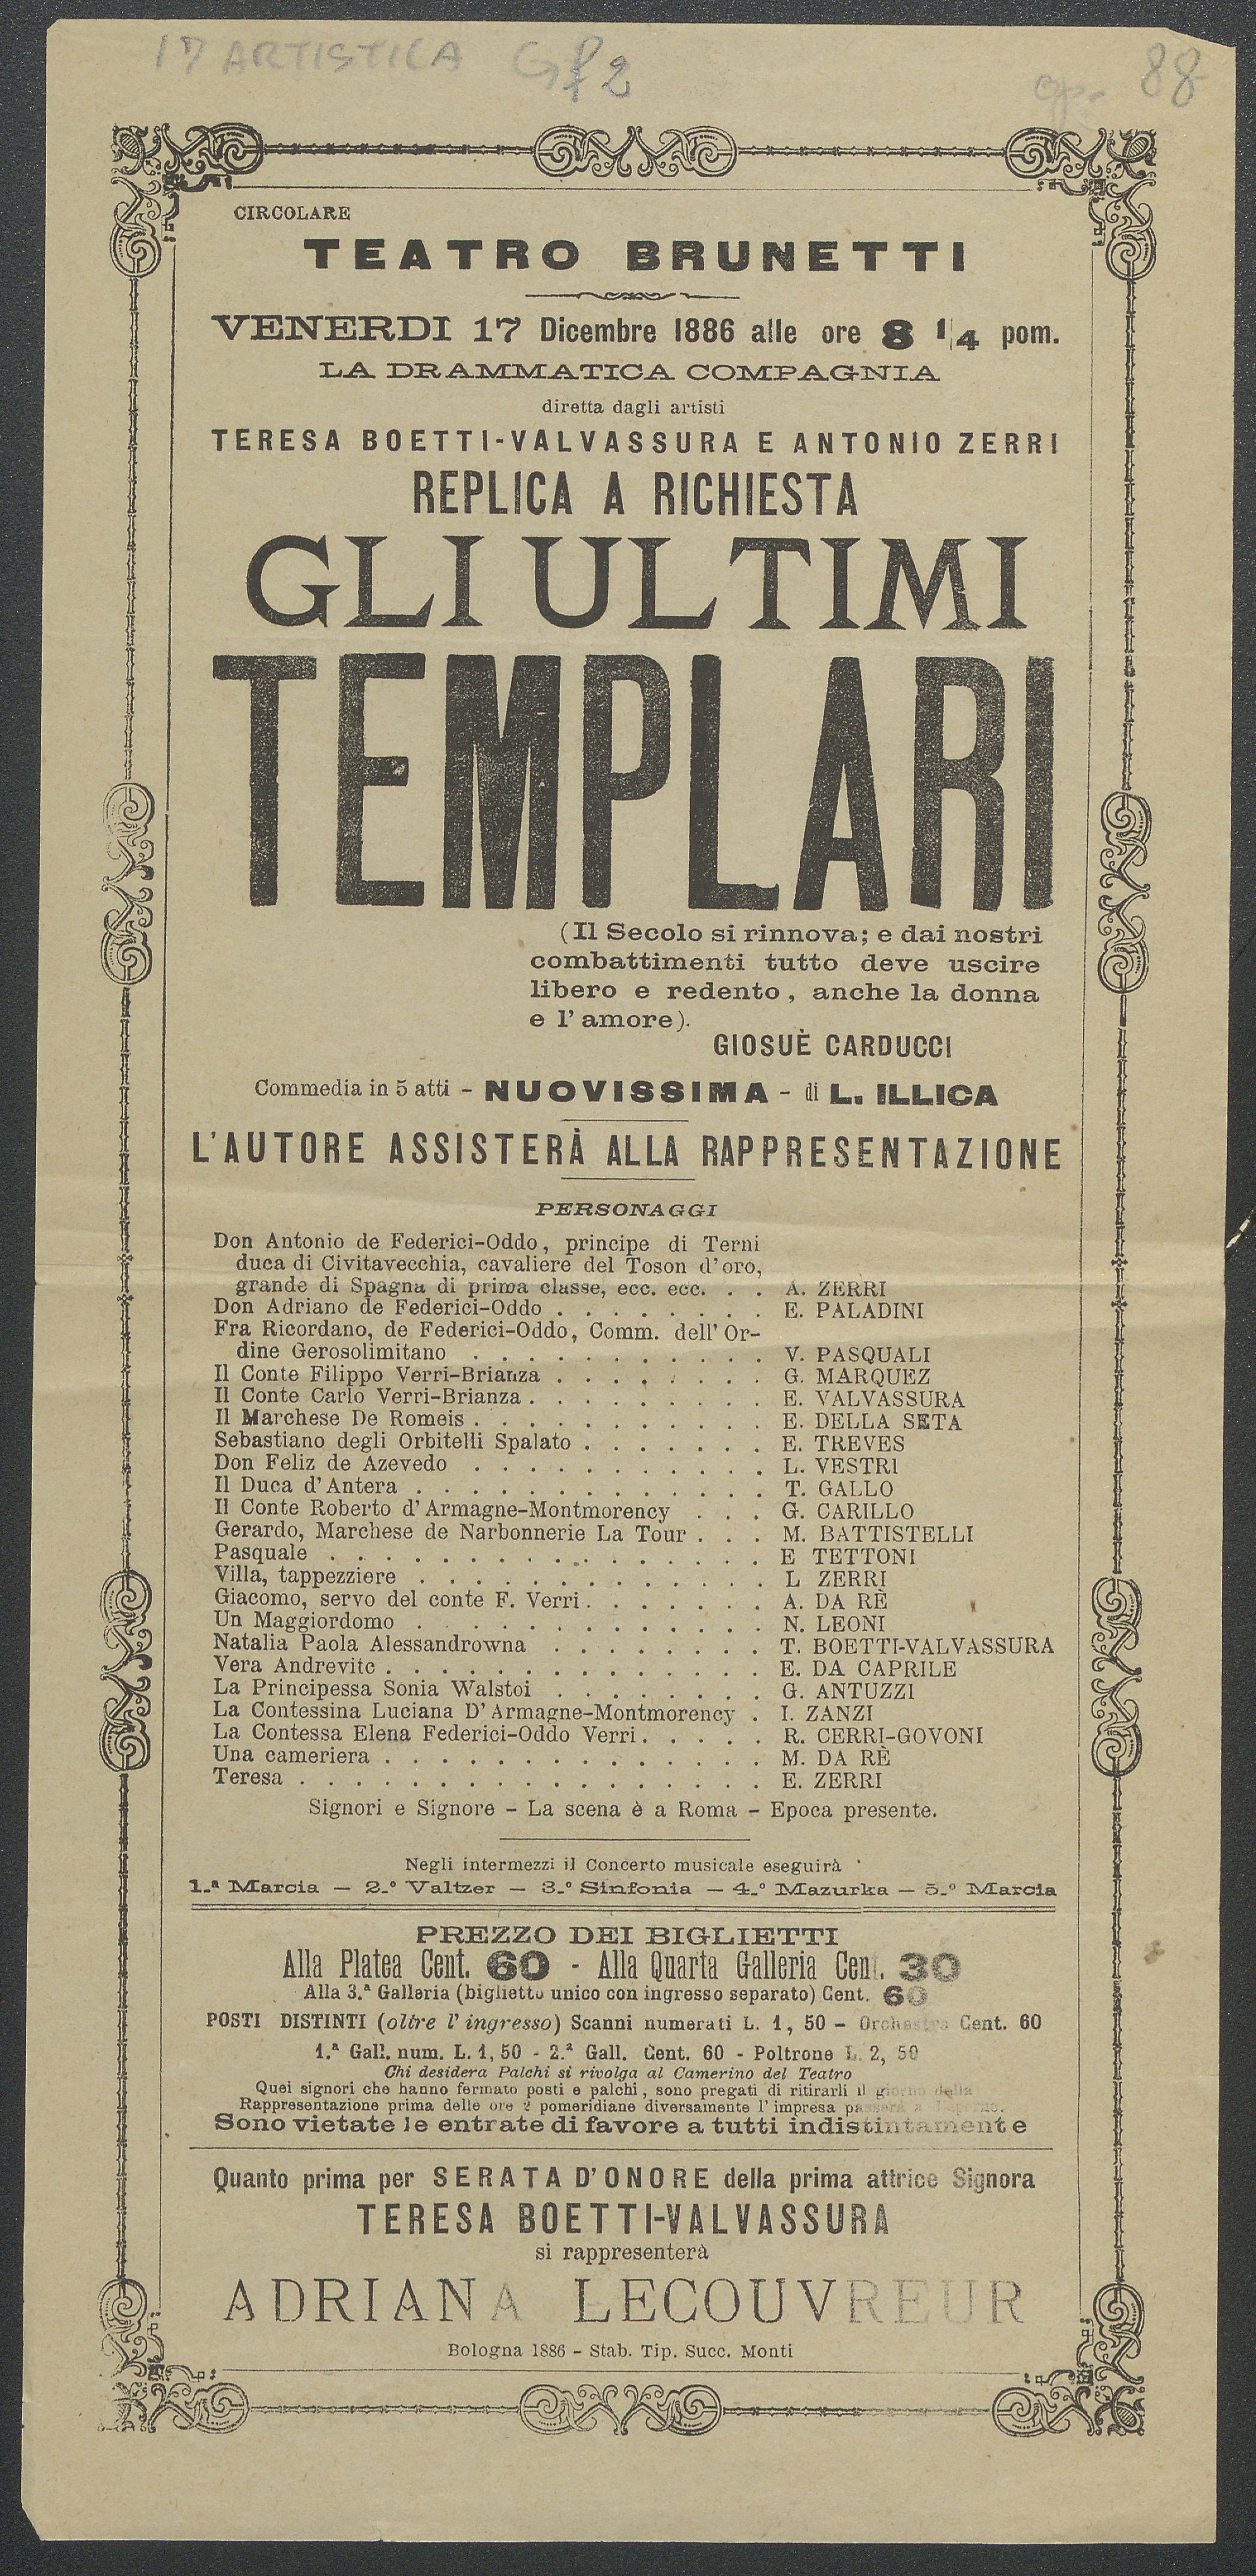 17 ARTISTICA Gf2 op. 88
CIRCOLARE
TEATRO BRUNETTI
VENERDI 17 Dicembre 1886 alle ore 8 1/4 pom.
LA DRAMMATICA COMPAGNIA
diretta dagli artisti
TERESA BOETTI-VALVASSURA E ANTONIO ZERRI
REPLICA A RICHIESTA
GLI ULTIMI
TEMPLARI
(Il Secolo si rinnova; e dai nostri
combattimenti tutto deve uscire
libero e redento, anche la donna
e l'amore).
GIOSUÈ CARDUCCI
Commedia in 5 atti - NUOVISSIMA - di L. ILLICA
L'AUTORE ASSISTERÀ ALLA RAPPRESENTAZIONE
PERSONAGGI
Don Antonio de Federici-Oddo, principe di Terni
duca di Civitavecchia, cavaliere del Toson d'oro,
grande di Spagna di prima classe, ecc. ecc. . . A. ZERRI
Don Adriano de Federici-Oddo . . . . . . . . E. PALADINI
Fra Ricordano, de Federici-Oddo, Comm. dell'Or-
dine Gerosolimitano . . . . . . . . . . . V. PASQUALI
Il Conte Filippo Verri-Brianza . . . . . . . . G. MARQUEZ
Il Conte Carlo Verri-Brianza . . . . . . . . . E. VALVASSURA
Il Marchese De Romeis . . . . . . . . . . . E. DELLA SETA
Sebastiano degli Orbitelli Spalato . . . . . . . E. TREVES
Don Feliz de Azevedo . . . . . . . . . . . L. VESTRI
Il Duca d'Antera . . . . . . . . . . . . . T. GALLO
Il Conte Roberto d'Armagne-Montmorency . . . G. CARILLO
Gerardo, Marchese de Narbonnerie La Tour . . . M. BATTISTELLI
Pasquale . . . . . . . . . . . . . . . . E TETTONI
Villa, tappezziere . . . . . . . . . . . . . L ZERRI
Giacomo, servo del conte F. Verri . . . . . . . A. DA RÈ
Un Maggiordomo . . . . . . . . . . . . . N. LEONI
Natalia Paola Alessandrowna . . . . . . . . T. BOETTI-VALVASSURA
Vera Andrevitc . . . . . . . . . . . . . . E. DA CAPRILE
La Principessa Sonia Walstoi . . . . . . . . G. ANTUZZI
La Contessina Luciana D'Armagne-Montmorency . I. ZANZI
La Contessa Elena Federici-Oddo Verri . . . . . R. CERRI-GOVONI
Una cameriera . . . . . . . . . . . . . . M. DA RÈ
Teresa . . . . . . . . . . . . . . . . . E. ZERRI
Signori e Signore - La scena è a Roma - Epoca presente.
Negli intermezzi il Concerto musicale eseguirà
1.ª Marcia — 2.º Valtzer — 3.º Sinfonia — 4.º Mazurka — 5.º Marcia
PREZZO DEI BIGLIETTI
Alla Platea Cent. 60 - Alla Quarta Galleria Cent. 30
Alla 3.ª Galleria (biglietto unico con ingresso separato) Cent. 60
POSTI DISTINTI (oltre l'ingresso) Scanni numerati L. 1, 50 - Orchestra Cent. 60
1.ª Gall. num. L. 1, 50 - 2.ª Gall. Cent. 60 - Poltrone L. 2, 50
Chi desidera Palchi si rivolga al Camerino del Teatro
Quei signori che hanno fermato posti e palchi, sono pregati di ritirarli il giorno della
Rappresentazione prima delle ore 2 pomeridiane diversamente l'impresa passerà a
Sono vietate le entrate di favore a tutti indistintamente
Quanto prima per SERATA D'ONORE della prima attrice Signora
TERESA BOETTI-VALVASSURA
si rappresenterà
ADRIANA LECOUVREUR
Bologna 1886 - Stab. Tip. Succ. Monti